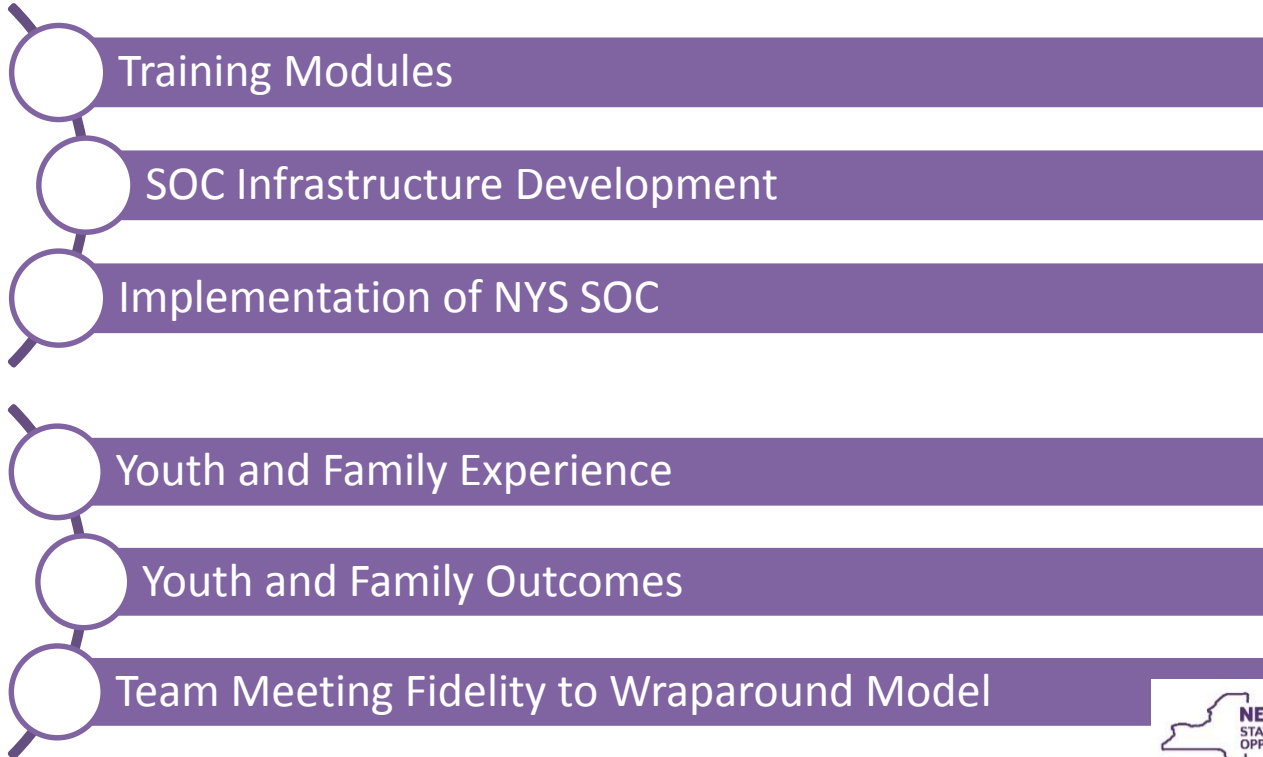 Training Modules
SOC Infrastructure Development
Implementation of NYS SOC
Youth and Family Experience
Youth and Family Outcomes
Team Meeting Fidelity to Wraparound Model